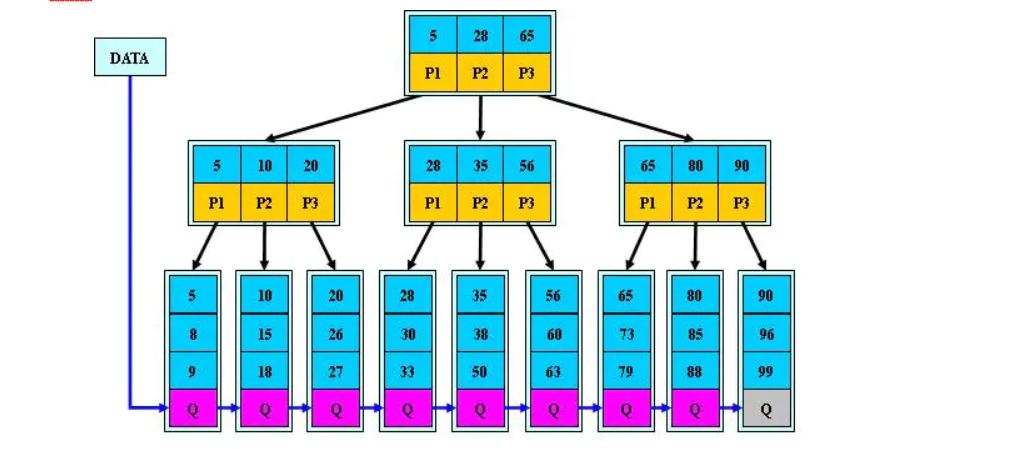 DATA
5 28 65
P1 P2 P3
5 10 20
P1 P2 P3
28 35 56
P1 P2 P3
65 80 90
P1 P2 P3
5 10 20 28 35 56 65 80 90
8 15 26 30 38 60 73 85 96
9 18 27 33 50 63 79 88 99
Q Q Q Q Q Q Q Q Q